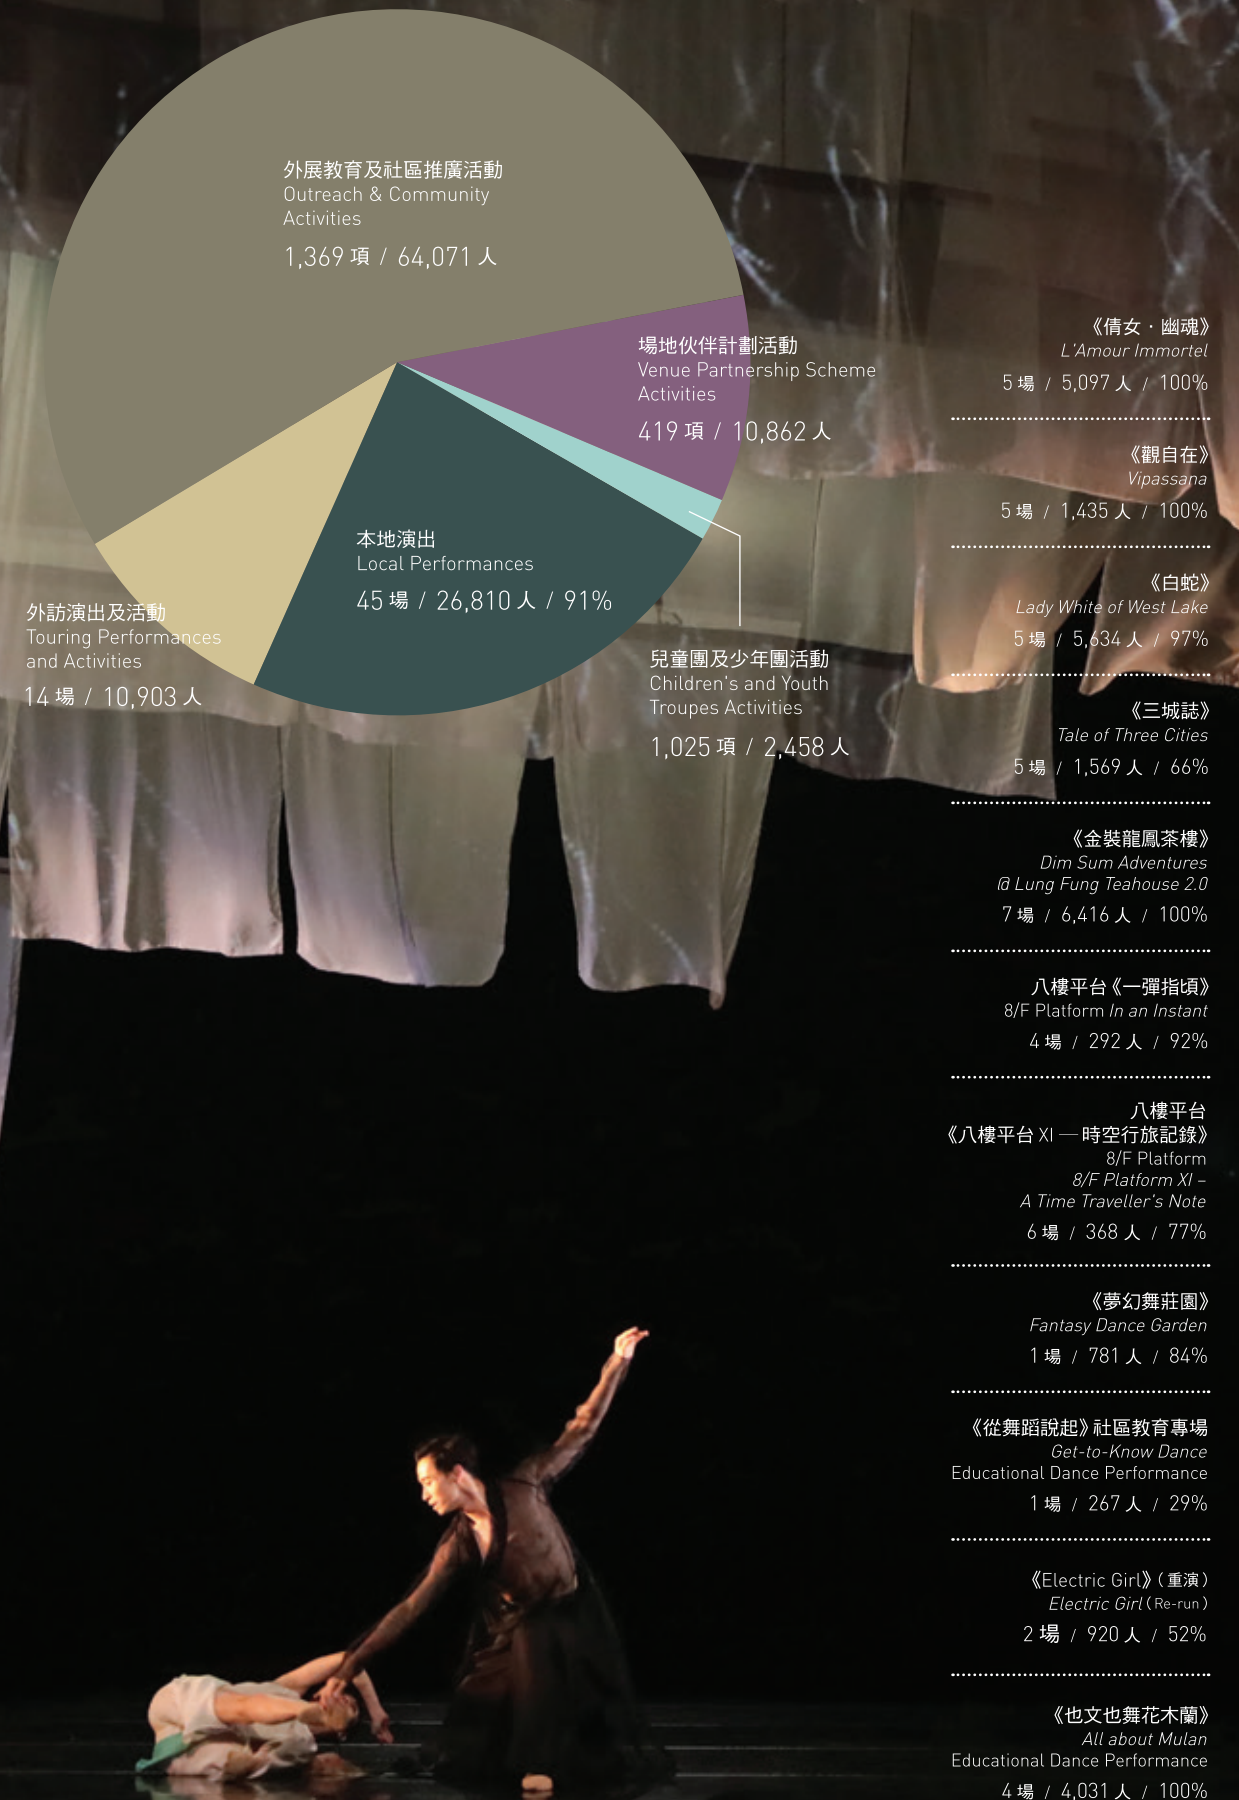 外展教育及社區推廣活動
Outreach & Community
Activities
1,369 項 / 64,071 人
場地伙伴計劃活動
Venue Partnership Scheme
Activities
419 項 / 10,862 人
本地演出
Local Performances
45 場 / 26,810 人 / 91%
外訪演出及活動
Touring Performances
and Activities
14 場 / 10,903 人
兒童團及少年團活動
Children's and Youth
Troupes Activities
1,025 項 / 2,458 人
《倩女．幽魂》
L'Amour Immortel
5 場 / 5,097 人 / 100%
《觀自在》
Vipassana
5 場 / 1,435 人 / 100%
《白蛇》
Lady White of West Lake
5 場 / 5,634 人 / 97%
《三城誌》
Tale of Three Cities
5 場 / 1,569 人 / 66%
《金裝龍鳳茶樓》
Dim Sum Adventures
@ Lung Fung Teahouse 2.0
7 場 / 6,416 人 / 100%
八樓平台《一彈指頃》
8/F Platform In an Instant
4 場 / 292 人 / 92%
八樓平台
《八樓平台 XI — 時空行旅記錄》
8/F Platform
8/F Platform XI –
A Time Traveller's Note
6 場 / 368 人 / 77%
《夢幻舞莊園》
Fantasy Dance Garden
1 場 / 781 人 / 84%
《從舞蹈說起》社區教育專場
Get-to-Know Dance
Educational Dance Performance
1 場 / 267 人 / 29%
《Electric Girl》（重演）
Electric Girl（Re-run）
2 場 / 920 人 / 52%
《也文也舞花木蘭》
All about Mulan
Educational Dance Performance
4 場 / 4,031 人 / 100%